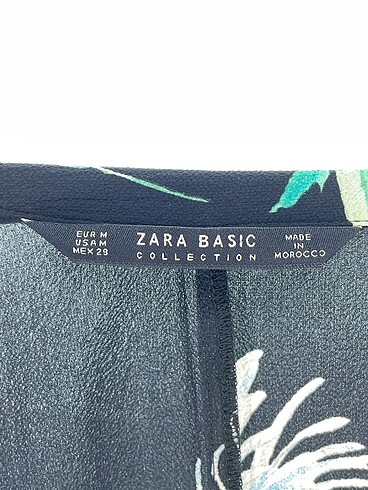 EUR M
USA M
MEX 28
ZARA BASIC
COLLECTION
MADE
IN
MOROCCO